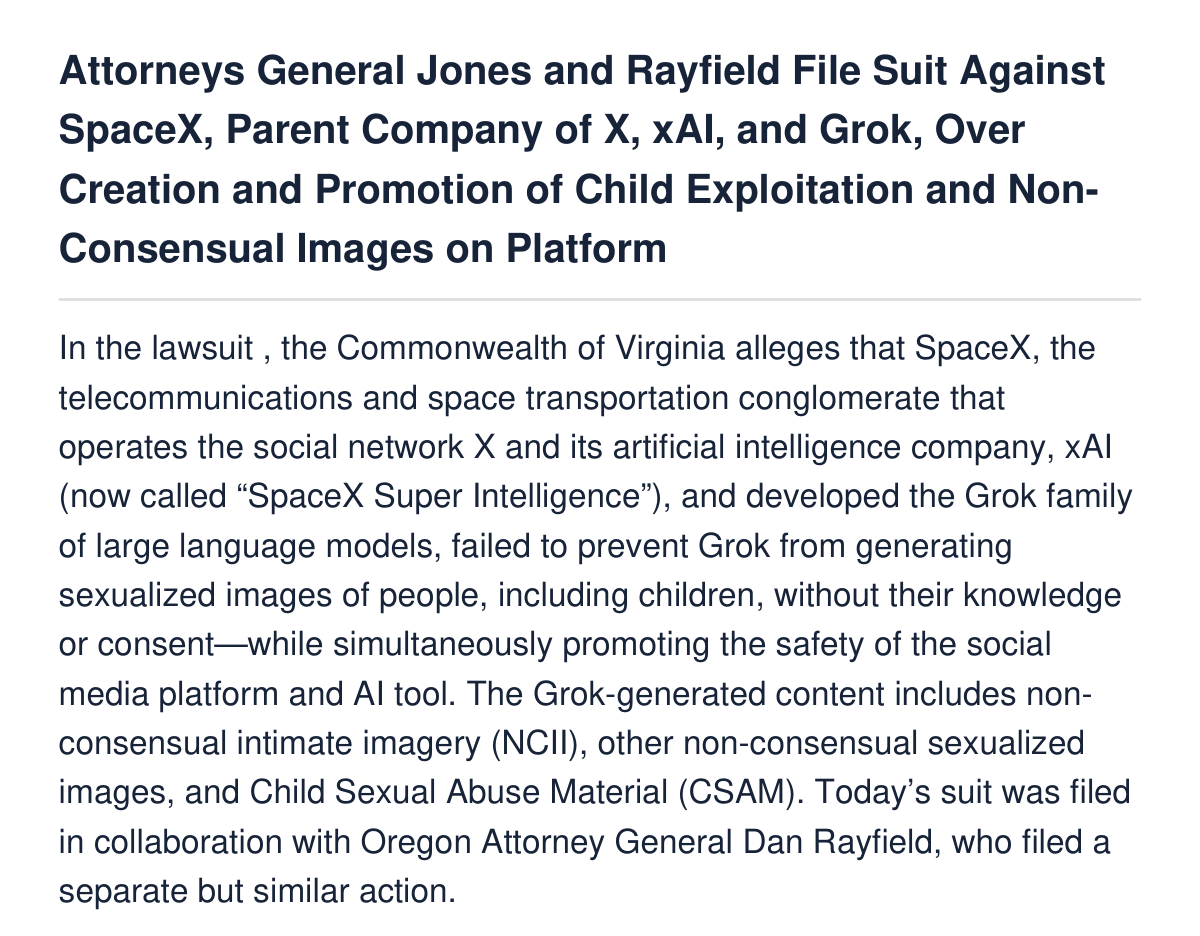 Attorneys General Jones and Rayfield File Suit Against
SpaceX, Parent Company of X, xAI, and Grok, Over
Creation and Promotion of Child Exploitation and Non-
Consensual Images on Platform
In the lawsuit , the Commonwealth of Virginia alleges that SpaceX, the
telecommunications and space transportation conglomerate that
operates the social network X and its artificial intelligence company, xAI
(now called “SpaceX Super Intelligence”), and developed the Grok family
of large language models, failed to prevent Grok from generating
sexualized images of people, including children, without their knowledge
or consent—while simultaneously promoting the safety of the social
media platform and AI tool. The Grok-generated content includes non-
consensual intimate imagery (NCII), other non-consensual sexualized
images, and Child Sexual Abuse Material (CSAM). Today’s suit was filed
in collaboration with Oregon Attorney General Dan Rayfield, who filed a
separate but similar action.